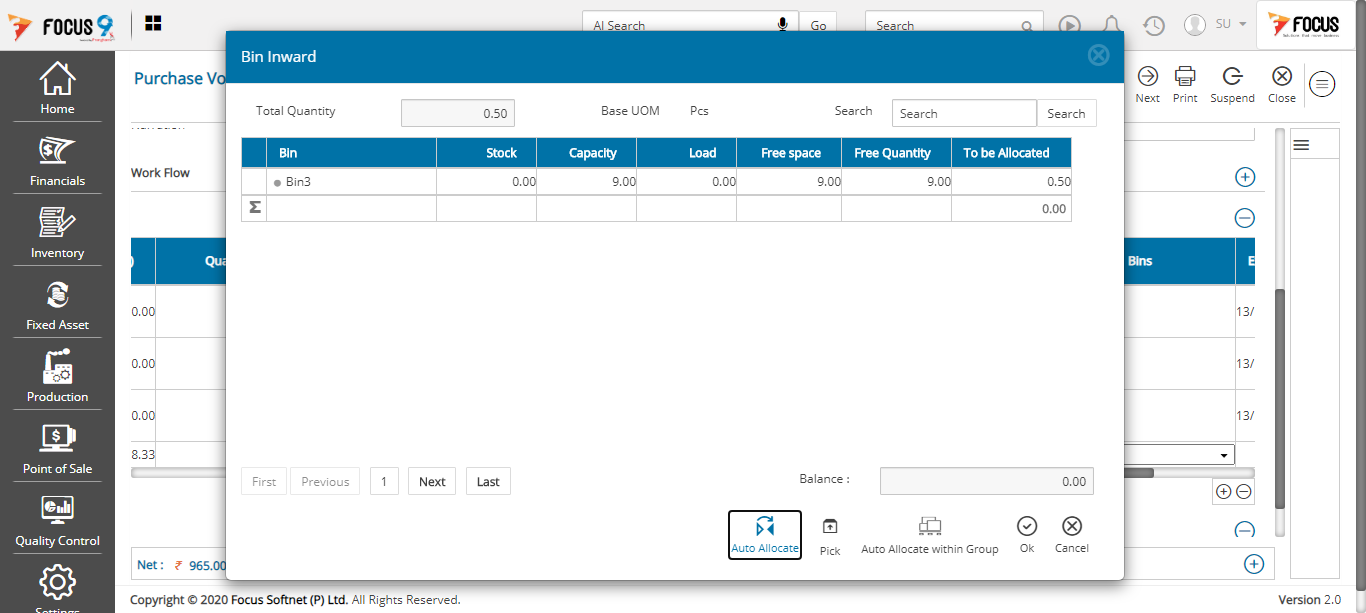 FOCUS 9
AI Search
Go
Search
SU
FOCUS
Home
Financials
Inventory
Fixed Asset
Production
Point of Sale
Quality Control
Settings
Purchase Vo
Next
Print
Suspend
Close
Work Flow
Qua
0.00
0.00
0.00
8.33
Bins
E
13/
13/
13/
Bin Inward
Total Quantity 0.50 Base UOM Pcs Search Search Search
Bin Stock Capacity Load Free space Free Quantity To be Allocated
Bin3 0.00 9.00 0.00 9.00 9.00 0.50
Σ 0.00
First Previous 1 Next Last
Balance : 0.00
Auto Allocate Pick Auto Allocate within Group Ok Cancel
Net : ₹ 965.00
Copyright © 2020 Focus Softnet (P) Ltd. All Rights Reserved.
Version 2.0